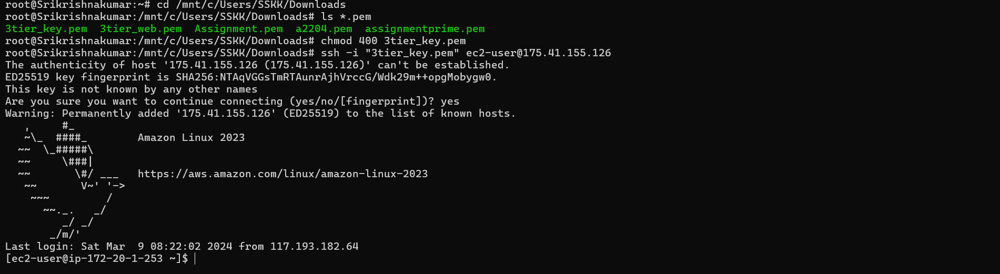 root@Srikrishnakumar:~# cd /mnt/c/Users/SSKK/Downloads
root@Srikrishnakumar:/mnt/c/Users/SSKK/Downloads# ls *.pem
3tier_key.pem  3tier_web.pem  Assignment.pem  a2204.pem  assignmentprime.pem
root@Srikrishnakumar:/mnt/c/Users/SSKK/Downloads# chmod 400 3tier_key.pem
root@Srikrishnakumar:/mnt/c/Users/SSKK/Downloads# ssh -i "3tier_key.pem" ec2-user@175.41.155.126
The authenticity of host '175.41.155.126 (175.41.155.126)' can't be established.
ED25519 key fingerprint is SHA256:NTAqVGGsTmRTAunrAjhVrccG/Wdk29m++opgMobygw0.
This key is not known by any other names
Are you sure you want to continue connecting (yes/no/[fingerprint])? yes
Warning: Permanently added '175.41.155.126' (ED25519) to the list of known hosts.
   ,     #_
   ~\_  ####_        Amazon Linux 2023
  ~~  \_#####\
  ~~     \###|
  ~~       \#/ ___   https://aws.amazon.com/linux/amazon-linux-2023
   ~~       V~' '->
    ~~~         /
      ~~._.   _/
         _/ _/
       _/m/'
Last login: Sat Mar  9 08:22:02 2024 from 117.193.182.64
[ec2-user@ip-172-20-1-253 ~]$